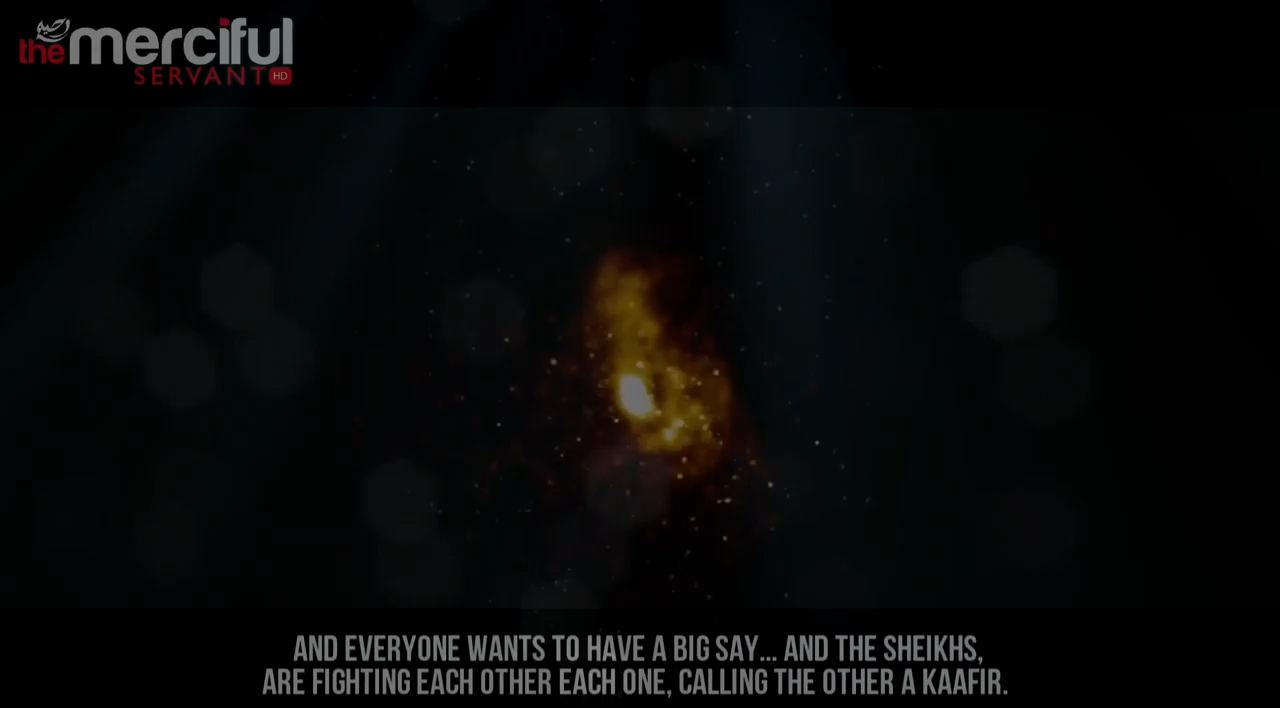 the merciful
SERVANT HD
AND EVERYONE WANTS TO HAVE A BIG SAY... AND THE SHEIKHS,
ARE FIGHTING EACH OTHER EACH ONE, CALLING THE OTHER A KAAFIR.